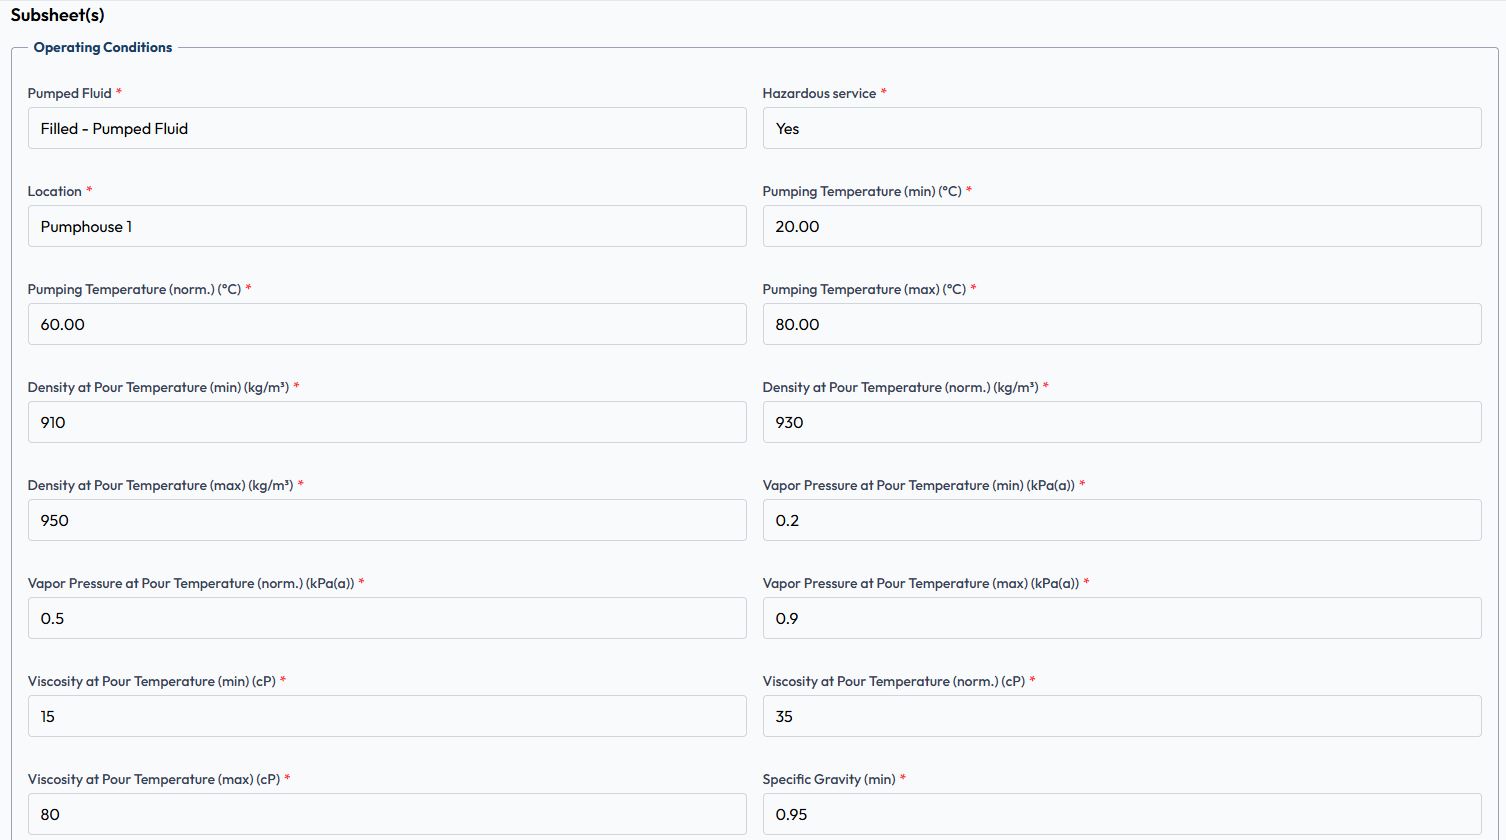 Subsheet(s)
Operating Conditions
Pumped Fluid *
Filled - Pumped Fluid
Hazardous service *
Yes
Location *
Pumphouse 1
Pumping Temperature (min) (°C) *
20.00
Pumping Temperature (norm.) (°C) *
60.00
Pumping Temperature (max) (°C) *
80.00
Density at Pour Temperature (min) (kg/m³) *
910
Density at Pour Temperature (norm.) (kg/m³) *
930
Density at Pour Temperature (max) (kg/m³) *
950
Vapor Pressure at Pour Temperature (min) (kPa(a)) *
0.2
Vapor Pressure at Pour Temperature (norm.) (kPa(a)) *
0.5
Vapor Pressure at Pour Temperature (max) (kPa(a)) *
0.9
Viscosity at Pour Temperature (min) (cP) *
15
Viscosity at Pour Temperature (norm.) (cP) *
35
Viscosity at Pour Temperature (max) (cP) *
80
Specific Gravity (min) *
0.95